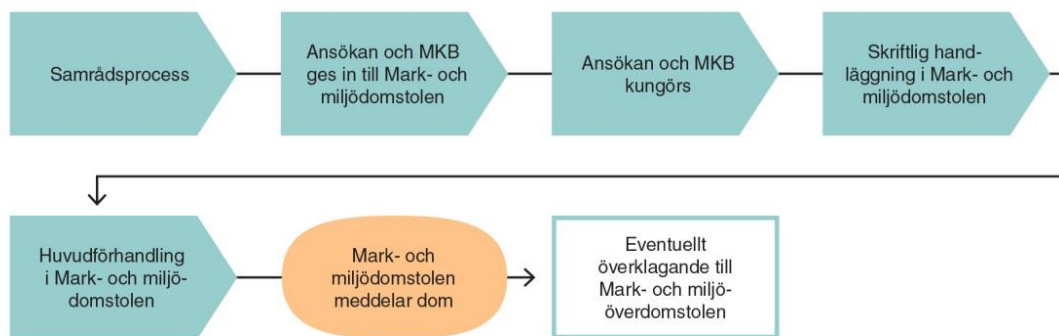 Samrådsprocess
Ansökan och MKB
ges in till Mark- och
miljödomstolen
Ansökan och MKB
kungörs
Skriftlig hand-
läggning i Mark- och
miljödomstolen
Huvudförhandling
i Mark- och miljö-
domstolen
Mark- och
miljödomstolen
meddelar dom
Eventuellt
överklagande till
Mark- och miljö-
överdomstolen